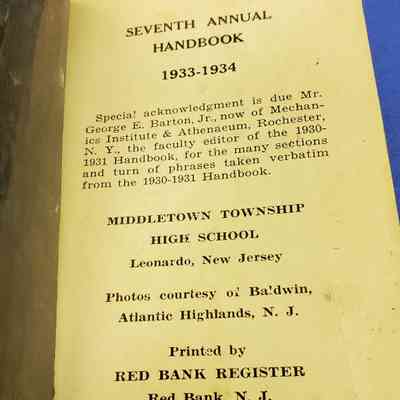 SEVENTH ANNUAL
HANDBOOK
1933-1934
Special acknowledgment is due Mr.
George E. Barton, Jr., now of Mechan-
ics Institute & Athenaeum, Rochester,
N. Y., the faculty editor of the 1930-
1931 Handbook, for the many sections
and turn of phrases taken verbatim
from the 1930-1931 Handbook.
MIDDLETOWN TOWNSHIP
HIGH SCHOOL
Leonardo, New Jersey
Photos courtesy of Baldwin,
Atlantic Highlands, N. J.
Printed by
RED BANK REGISTER
Red Bank, N. J.